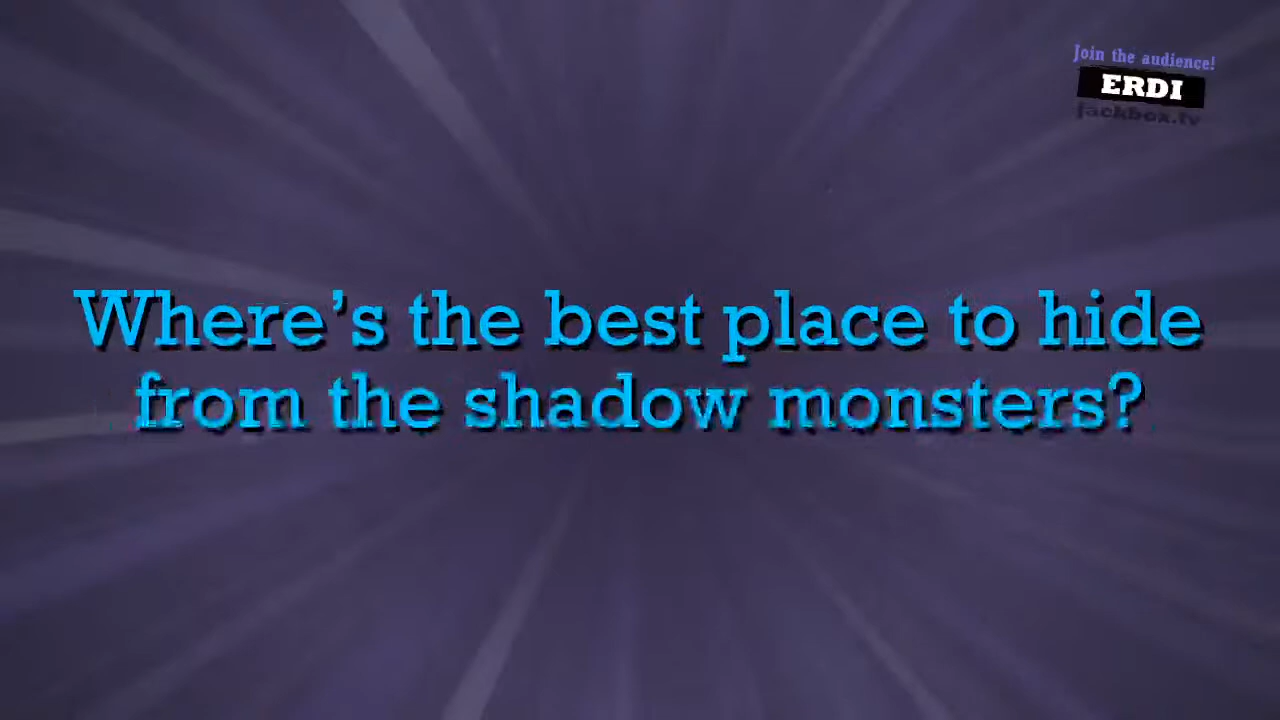 Join the audience!
ERDI
jackbox.tv
Where's the best place to hide
from the shadow monsters?